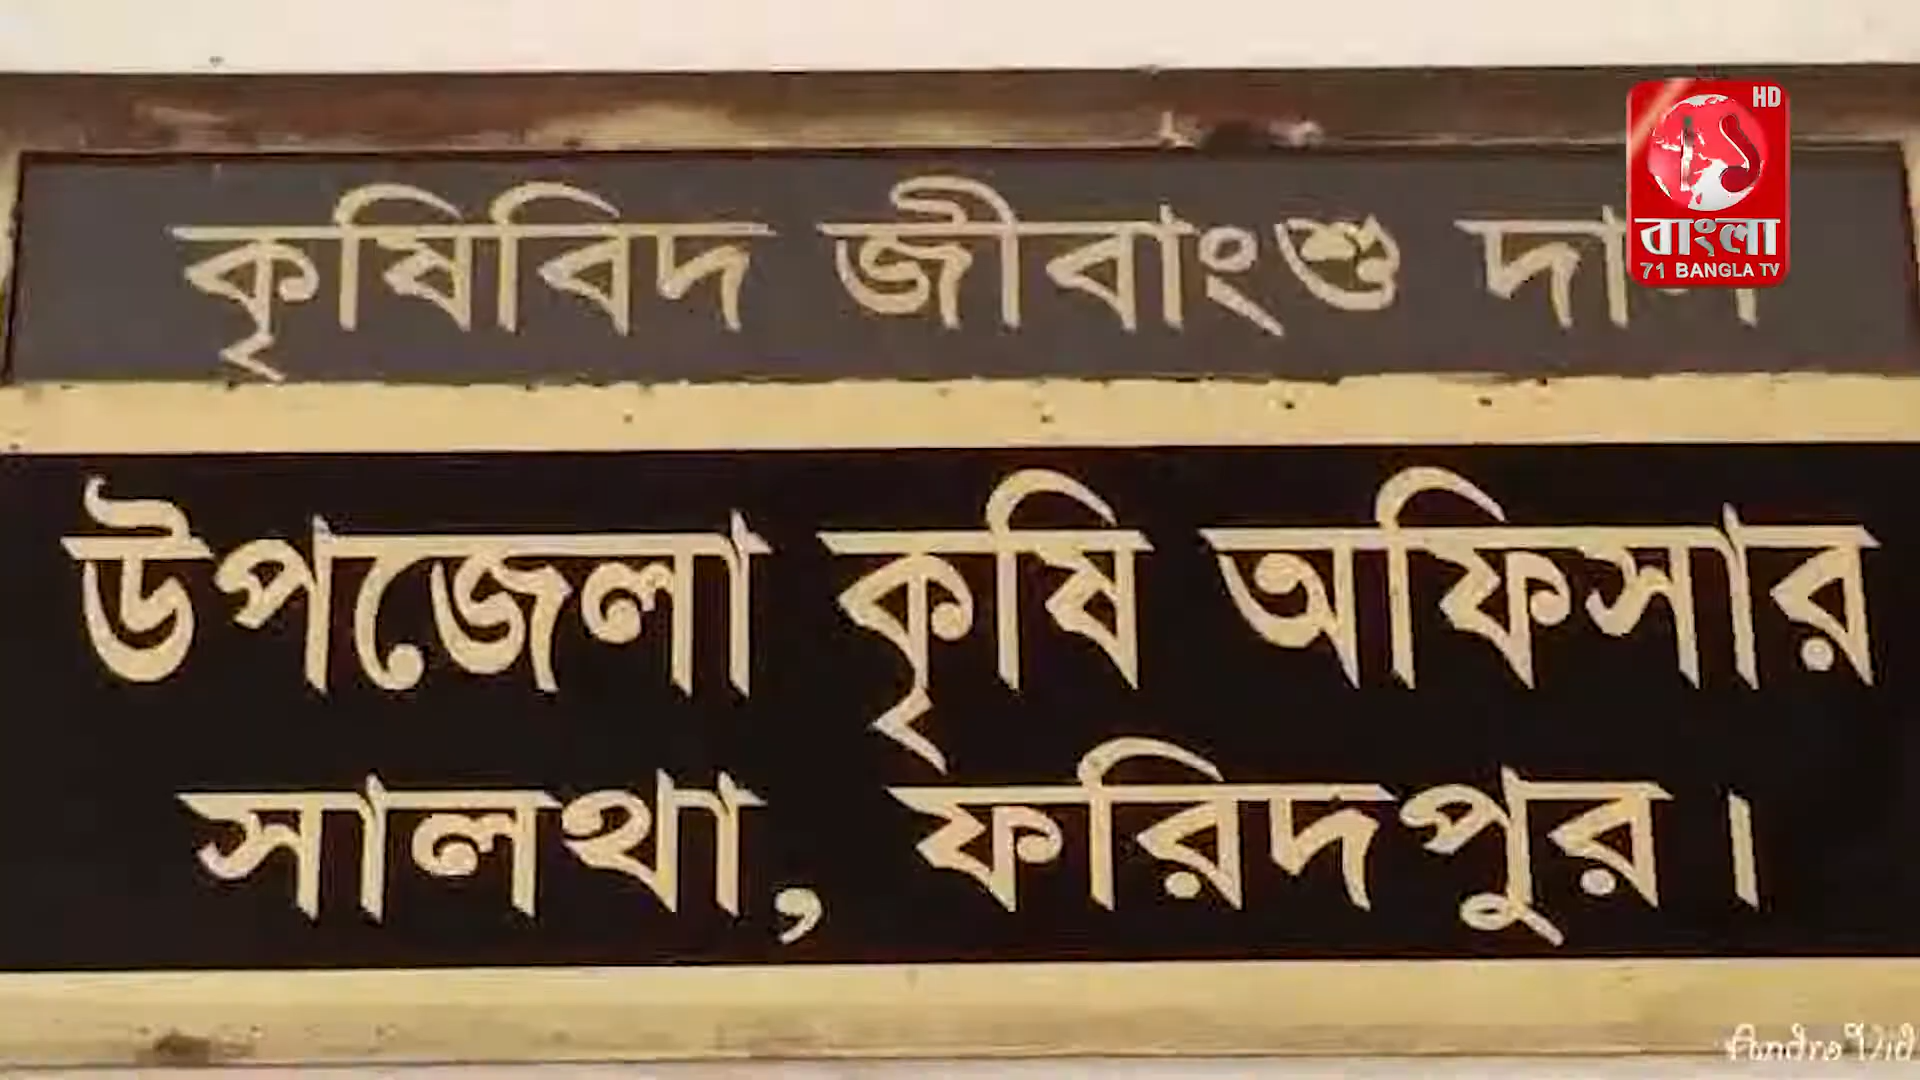 কৃষিবিদ জীবাংশু
HD
বাংলা
71 BANGLA TV
উপজেলা কৃষি অফিসার
সালথা, ফরিদপুর।